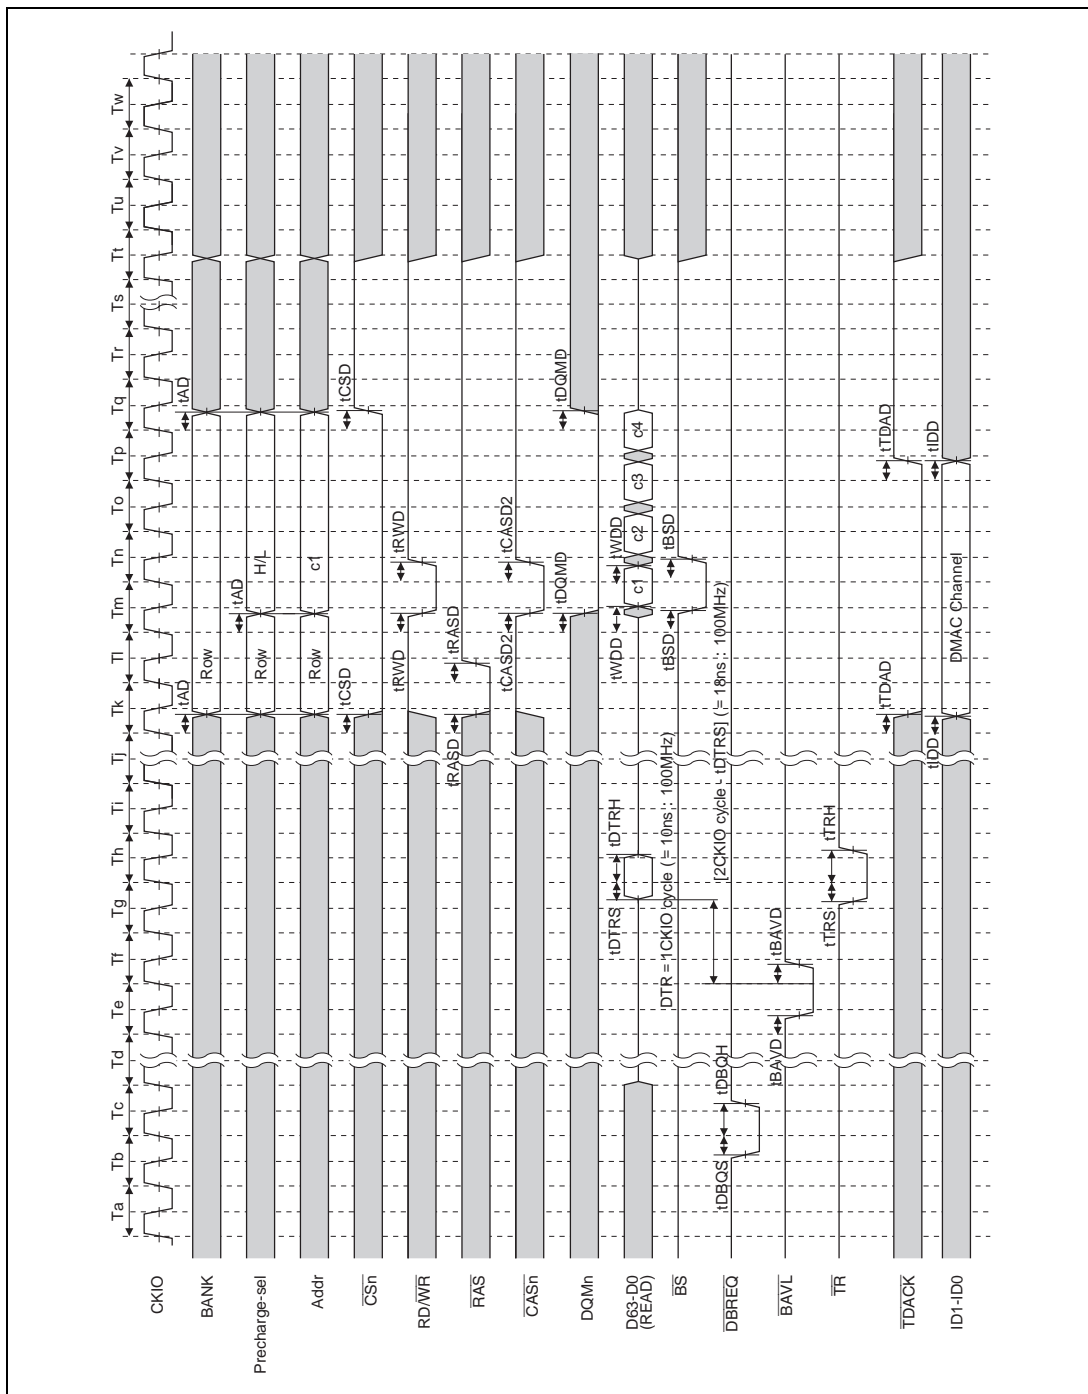 Ta Tb Tc Td Te Tf Tg Th Ti Tj Tk Tl Tm Tn To Tp Tq Tr Ts Tt Tu Tv Tw
CKIO
BANK tAD Row tAD
Precharge-sel Row tAD H/L
Addr Row c1
CSn tCSD tCSD
RD/WR tRWD tRWD
RAS tRASD tRASD
CASn tCASD2 tCASD2
DQMn tDQMD tDQMD
D63-D0
(READ) tDTRS tDTRH tWDD c1 tWDD c2 c3 c4
BS tBSD tBSD
DTR = 1CKIO cycle ( = 10ns : 100MHz)
[2CKIO cycle - tDTRS] ( = 18ns : 100MHz)
DBREQ tDBQS tDBQH
BAVL tBAVD tBAVD
TR tTRS tTRH
TDACK tTDAD tTDAD
ID1-ID0 tIDD DMAC Channel tIDD